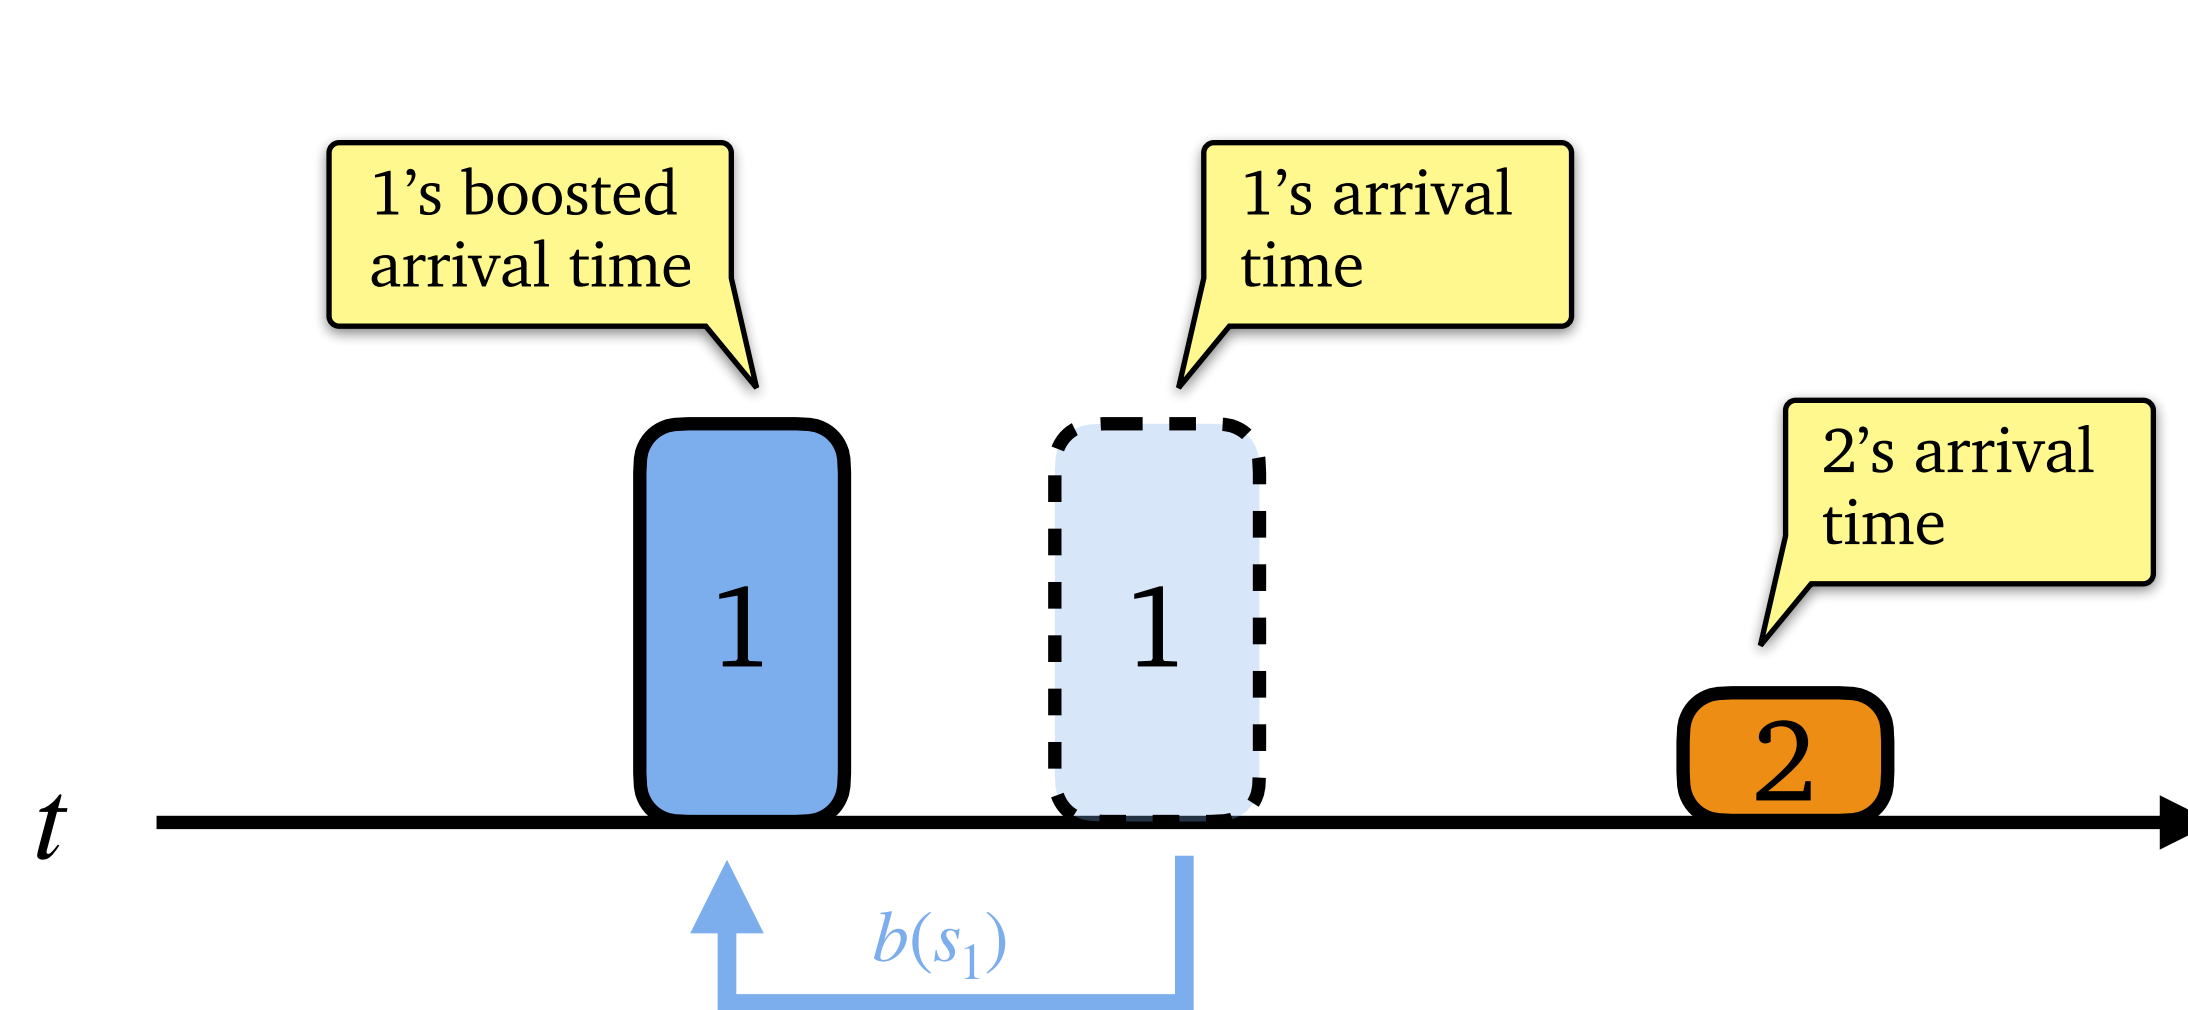 1’s boosted
arrival time
1’s arrival
time
2’s arrival
time
1
1
2
t
b(s₁)